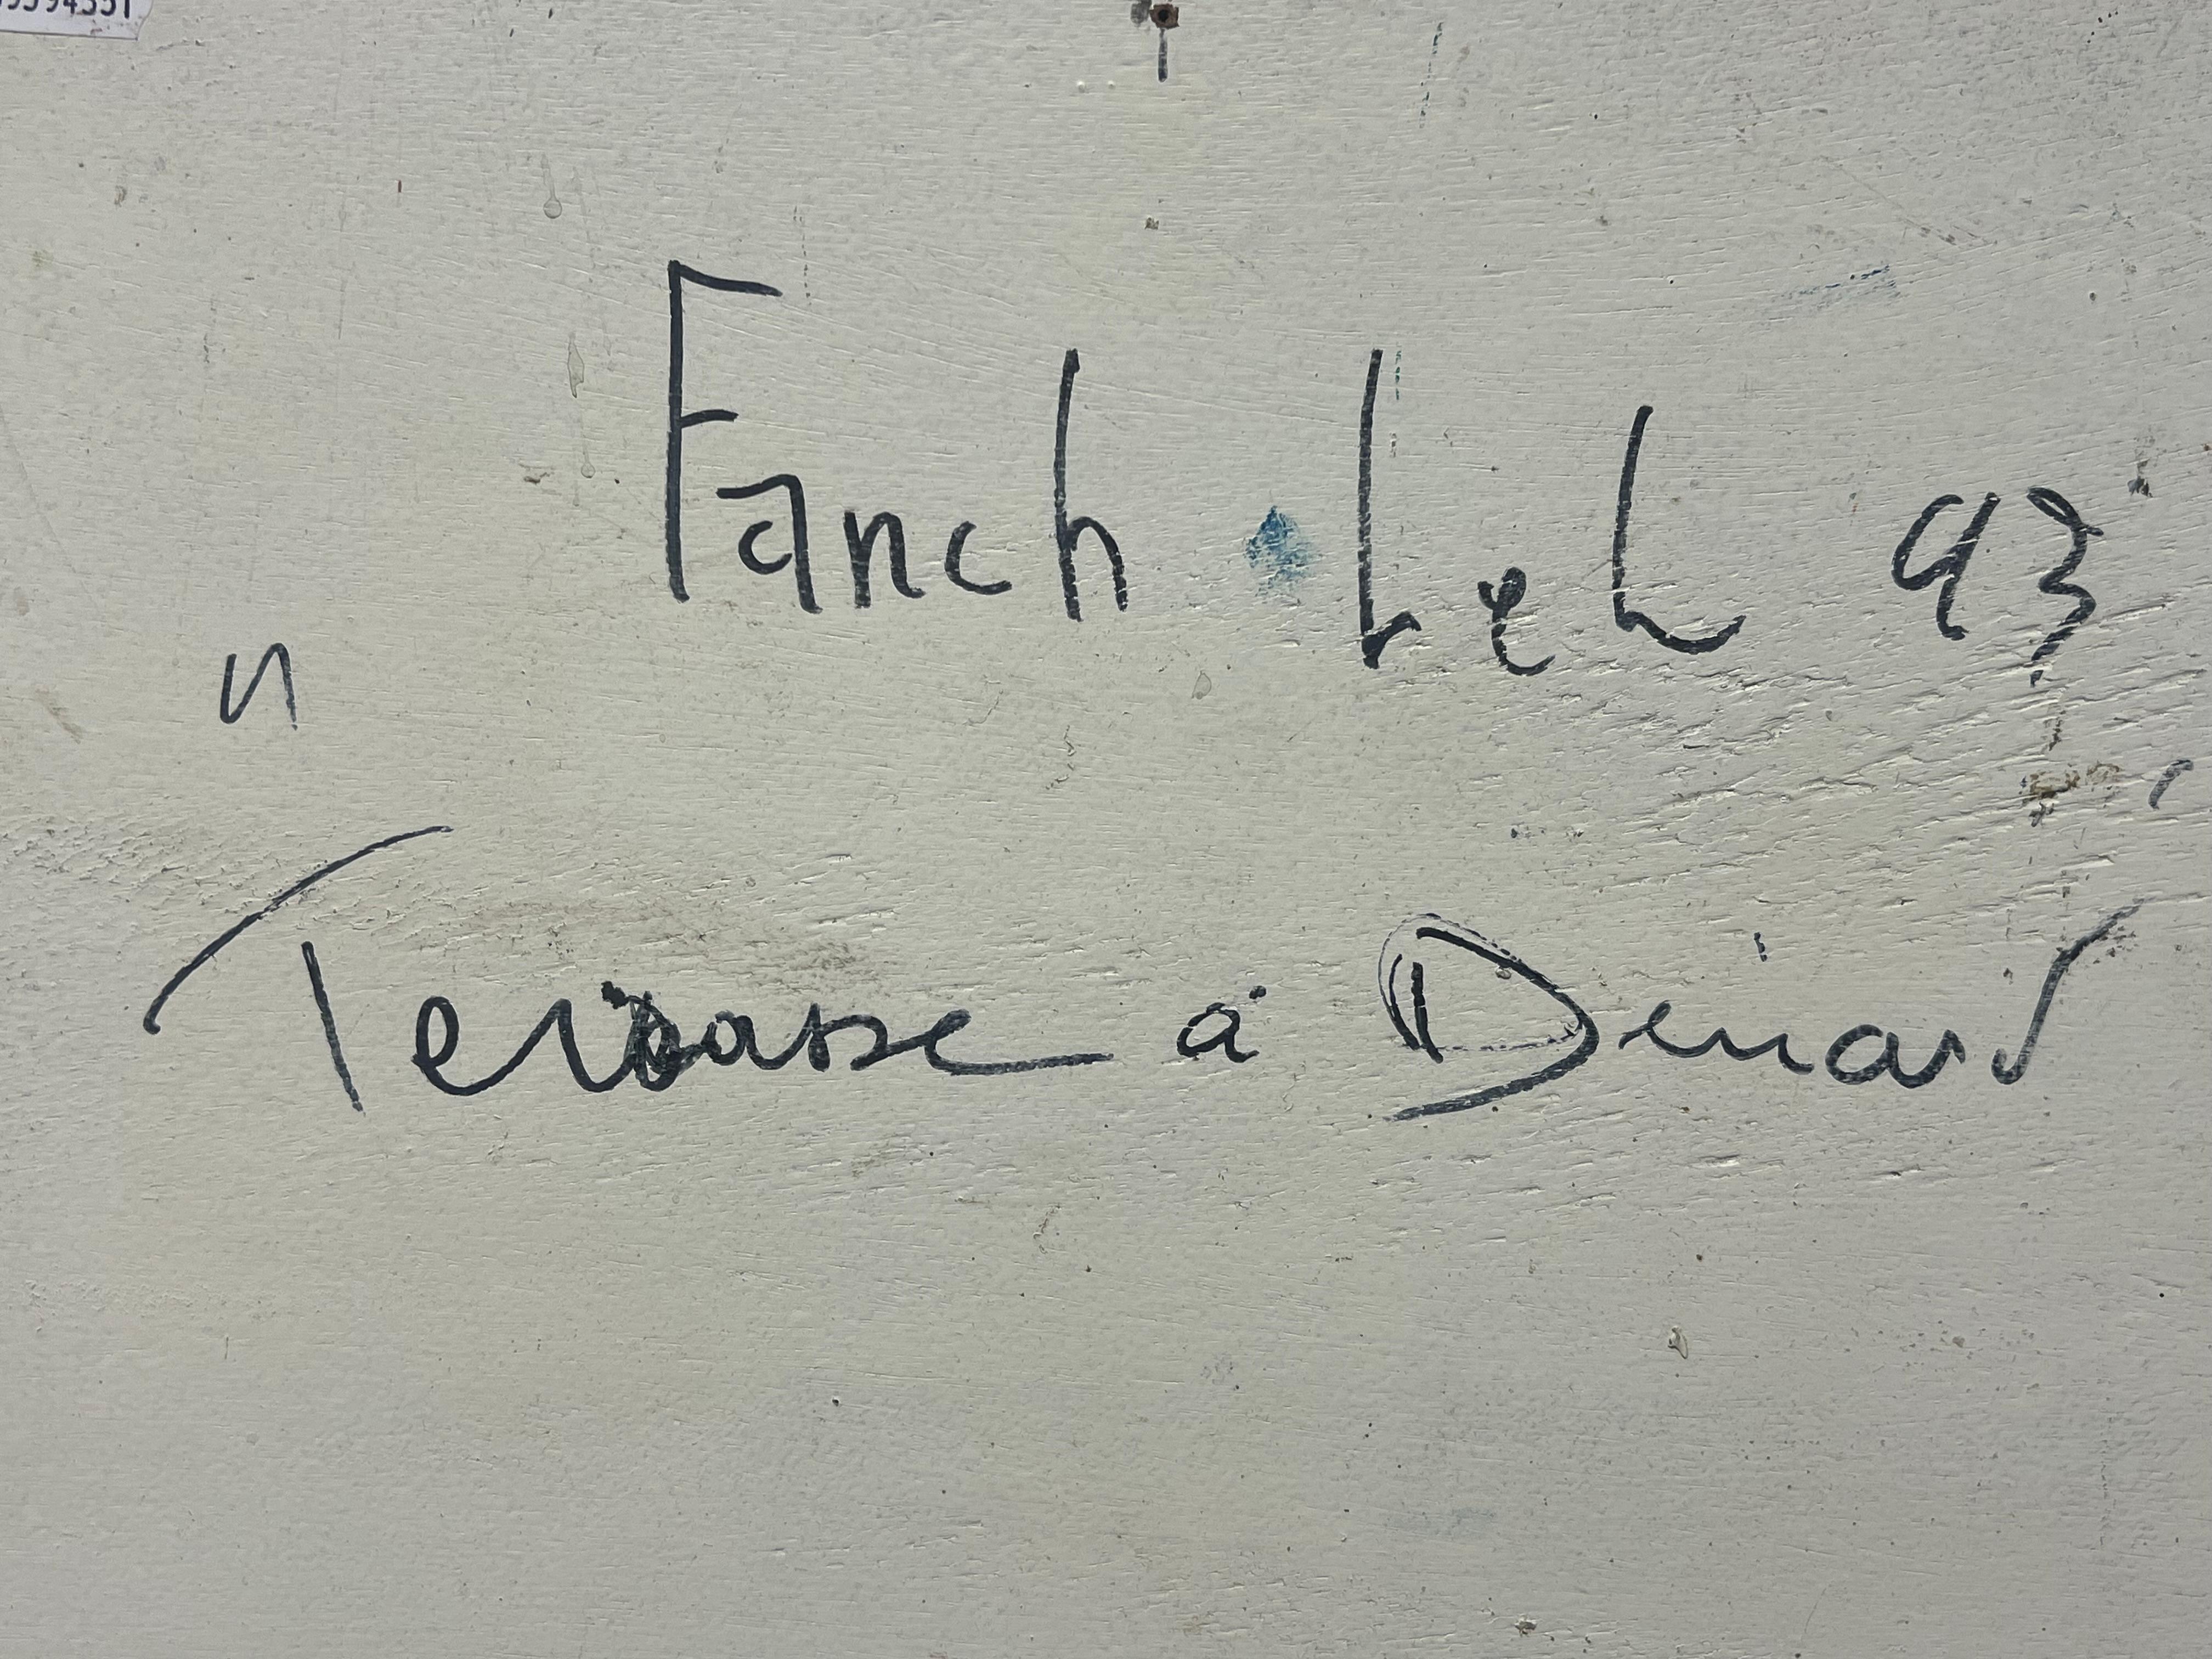 Fanch Lel 93
" Terrasse à Dinard "